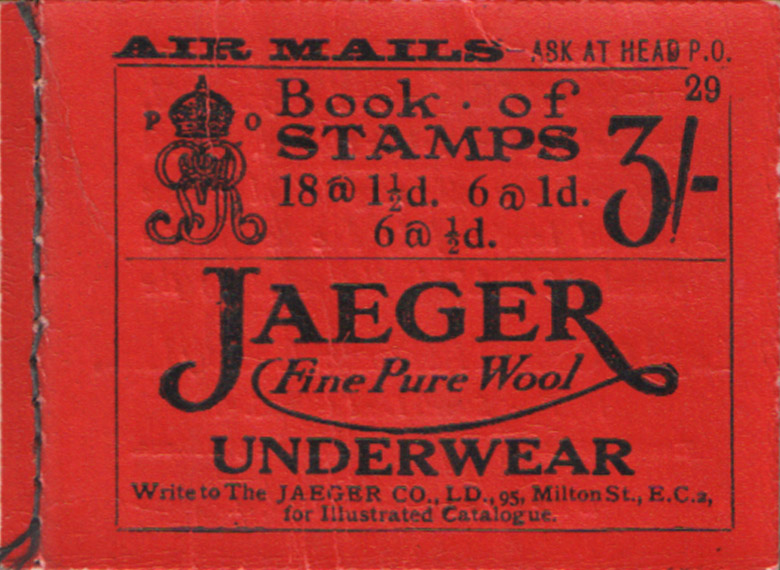 AIR MAILS - ASK AT HEAD P.O.
29
P O
Book · of
STAMPS
3/-
18 @ 1½d. 6 @ 1d.
6 @ ½d.
JAEGER
Fine Pure Wool
UNDERWEAR
Write to The JAEGER CO., LD., 95, Milton St., E.C.2,
for Illustrated Catalogue.